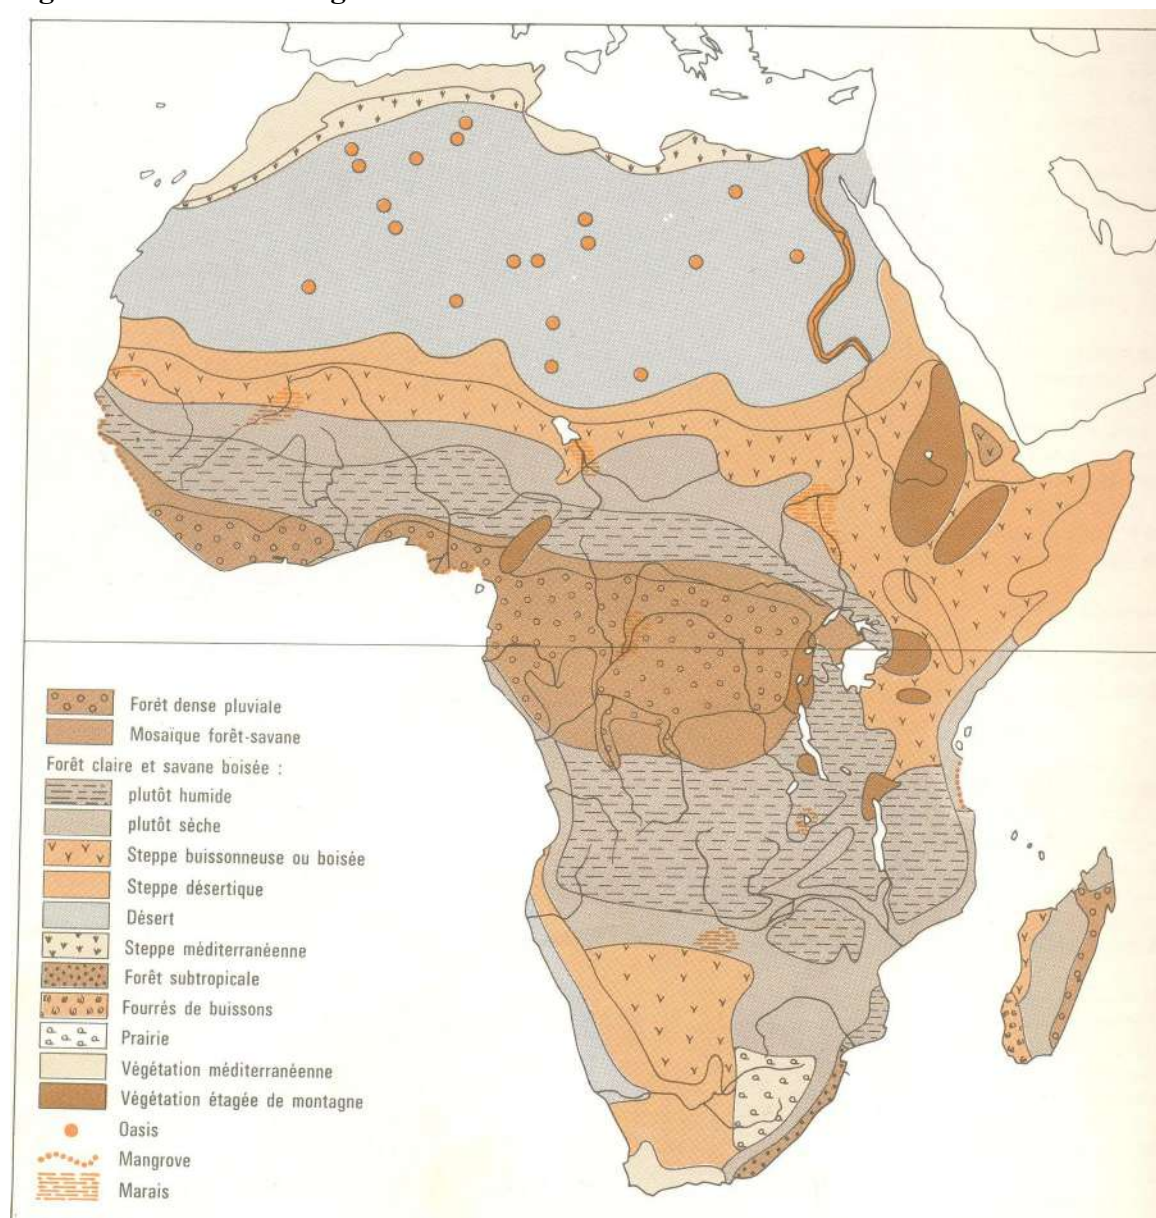 Forêt dense pluviale
Mosaïque forêt-savane
Forêt claire et savane boisée :
plutôt humide
plutôt sèche
Steppe buissonneuse ou boisée
Steppe désertique
Désert
Steppe méditerranéenne
Forêt subtropicale
Fourrés de buissons
Prairie
Végétation méditerranéenne
Végétation étagée de montagne
Oasis
Mangrove
Marais